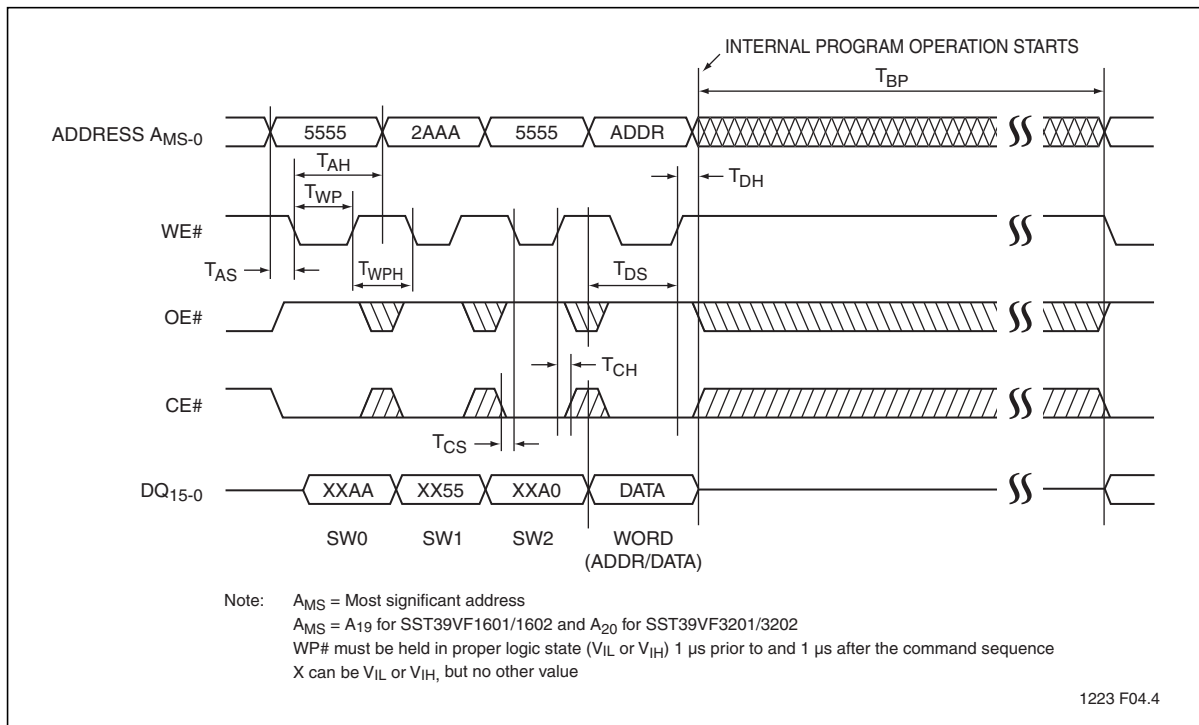 INTERNAL PROGRAM OPERATION STARTS
TBP
ADDRESS AMS-0
5555 2AAA 5555 ADDR
TAH
TDH
TWP
WE#
TAS
TWPH
TDS
OE#
TCH
CE#
TCS
DQ15-0
XXAA XX55 XXA0 DATA
SW0 SW1 SW2 WORD
(ADDR/DATA)
Note: AMS = Most significant address
AMS = A19 for SST39VF1601/1602 and A20 for SST39VF3201/3202
WP# must be held in proper logic state (VIL or VIH) 1 µs prior to and 1 µs after the command sequence
X can be VIL or VIH, but no other value
1223 F04.4